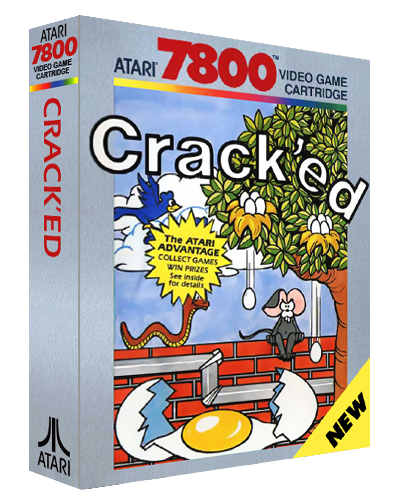 ATARI
7800
VIDEO GAME
CARTRIDGE
CRACK'ED
ATARI
ATARI 7800™ VIDEO GAME
CARTRIDGE
Crack'ed
The ATARI
ADVANTAGE
COLLECT GAMES
WIN PRIZES
See inside
for details
NEW